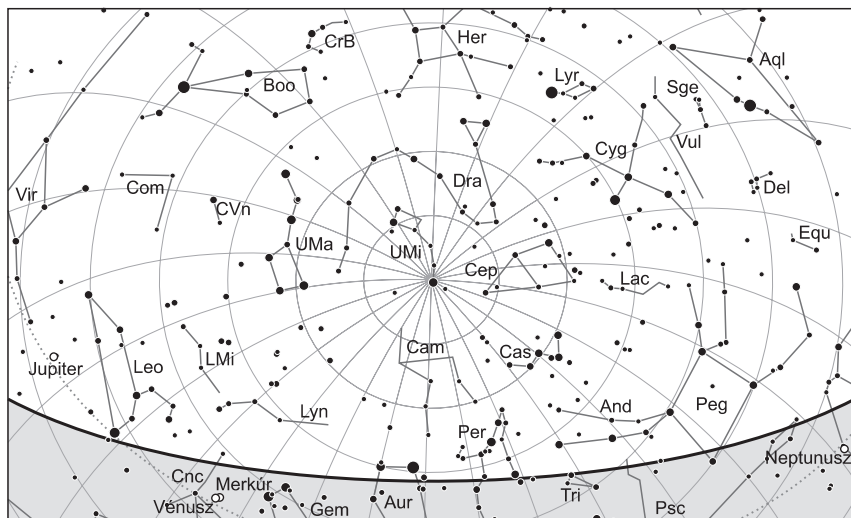 CrB
Her
Boo
Lyr
Aql
Sge
Cyg
Vul
Vir
Com
Dra
Del
CVn
UMa
UMi
Equ
Cep
Lac
Cam
Cas
Jupiter
Leo
LMi
Lyn
And
Peg
Per
Neptunusz
Cnc
Merkúr
Vénusz
Gem
Aur
Tri
Psc